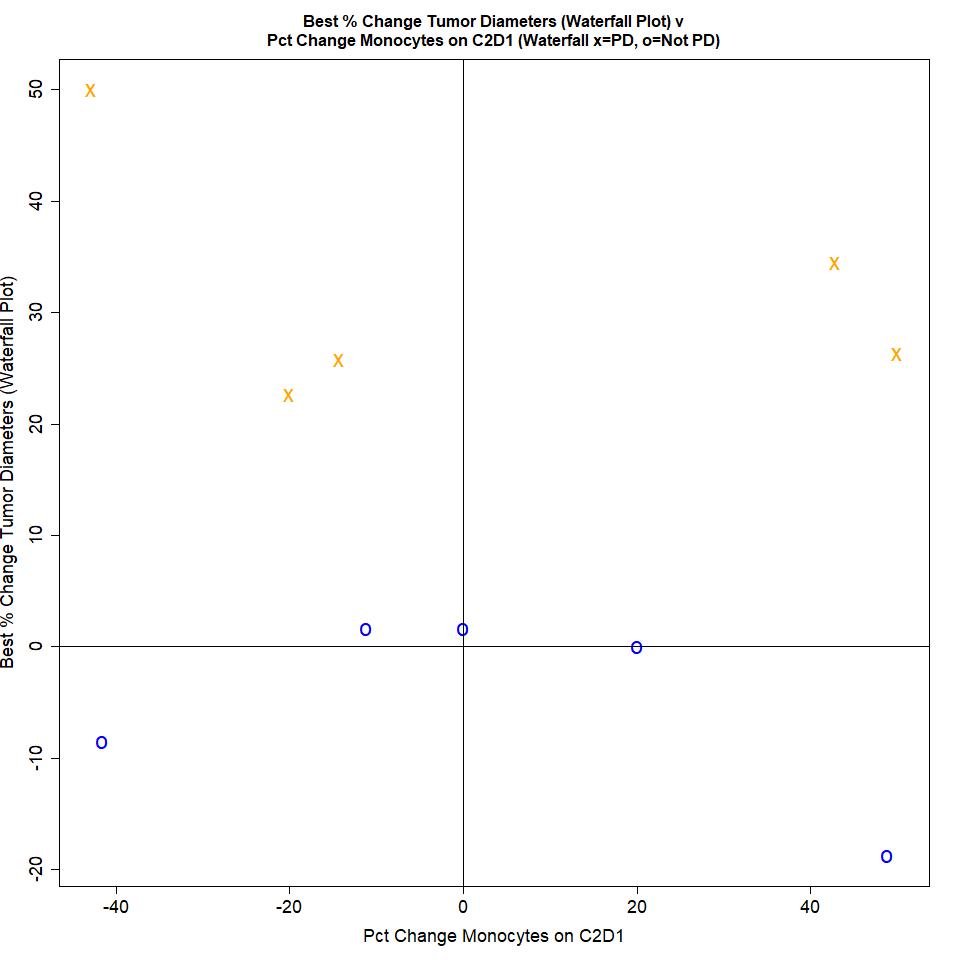 Best % Change Tumor Diameters (Waterfall Plot) v
Pct Change Monocytes on C2D1 (Waterfall x=PD, o=Not PD)
Best % Change Tumor Diameters (Waterfall Plot)
50
40
30
20
10
0
-10
-20
X
X
X
X
X
O
O
O
O
O
-40
-20
0
20
40
Pct Change Monocytes on C2D1